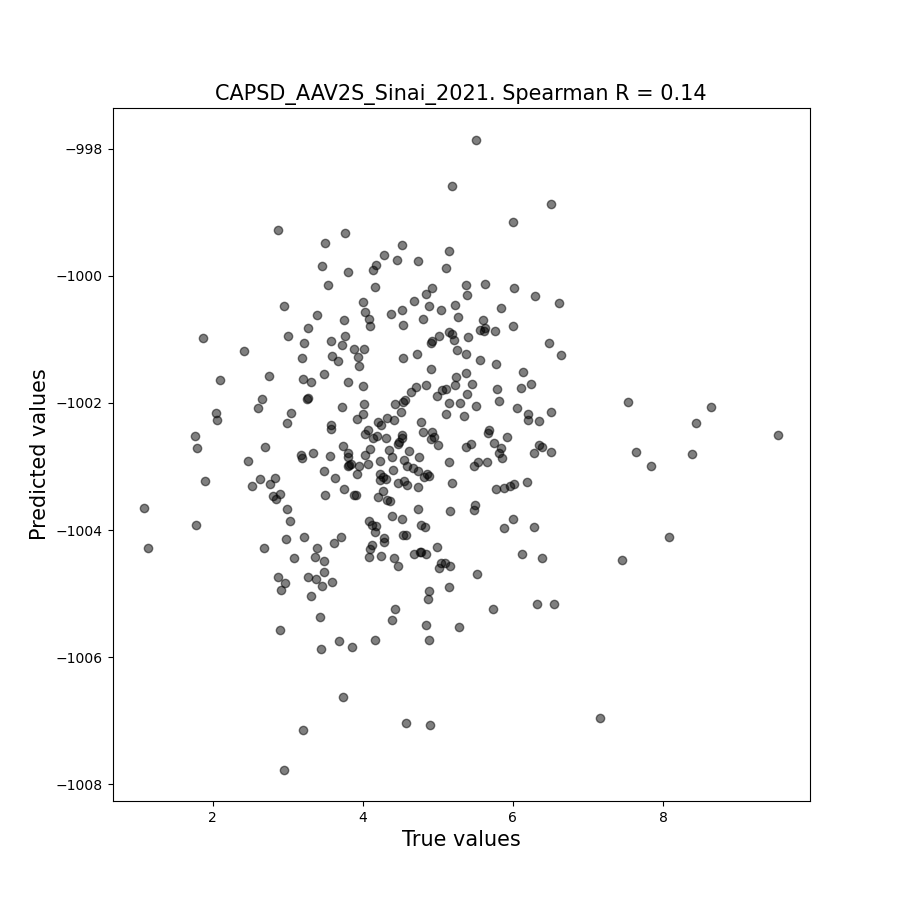 CAPSD_AAV2S_Sinai_2021. Spearman R = 0.14
Predicted values
−998
−1000
−1002
−1004
−1006
−1008
2 4 6 8
True values